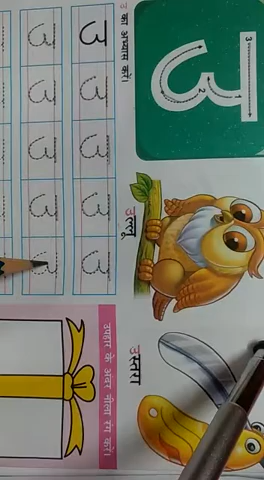 उ
उ का अभ्यास करें।
उ उ उ
उ उ उ
उ उ उ
उ उ उ
उ उ उ
उल्लू
उस्तरा
उपहार के अंदर नीला रंग भरें।